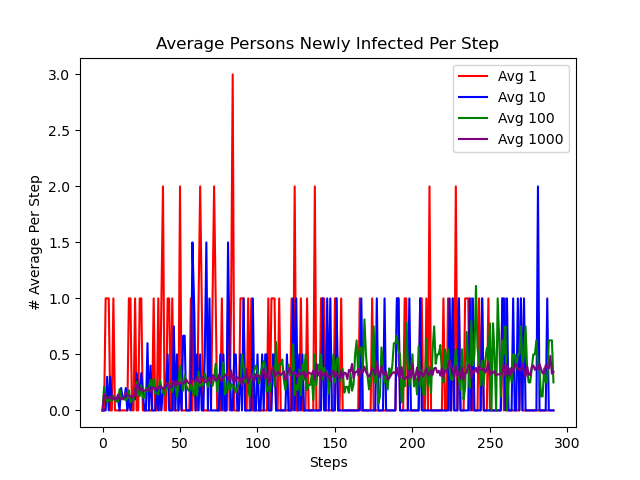 Average Persons Newly Infected Per Step
Avg 1
Avg 10
Avg 100
Avg 1000
# Average Per Step
3.0
2.5
2.0
1.5
1.0
0.5
0.0
0 50 100 150 200 250 300
Steps